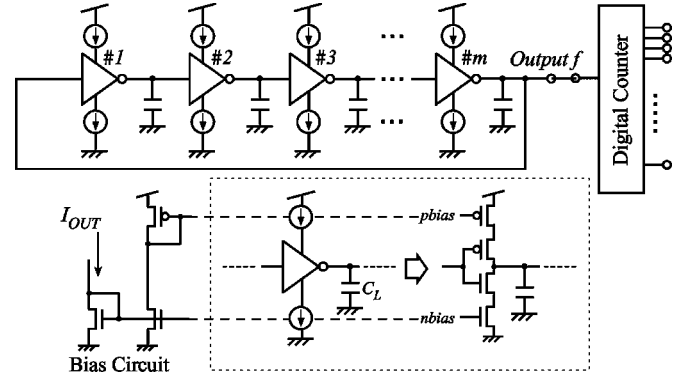 #1
#2
#3
#m
Output f
Digital Counter
I_OUT
pbias
C_L
nbias
Bias Circuit